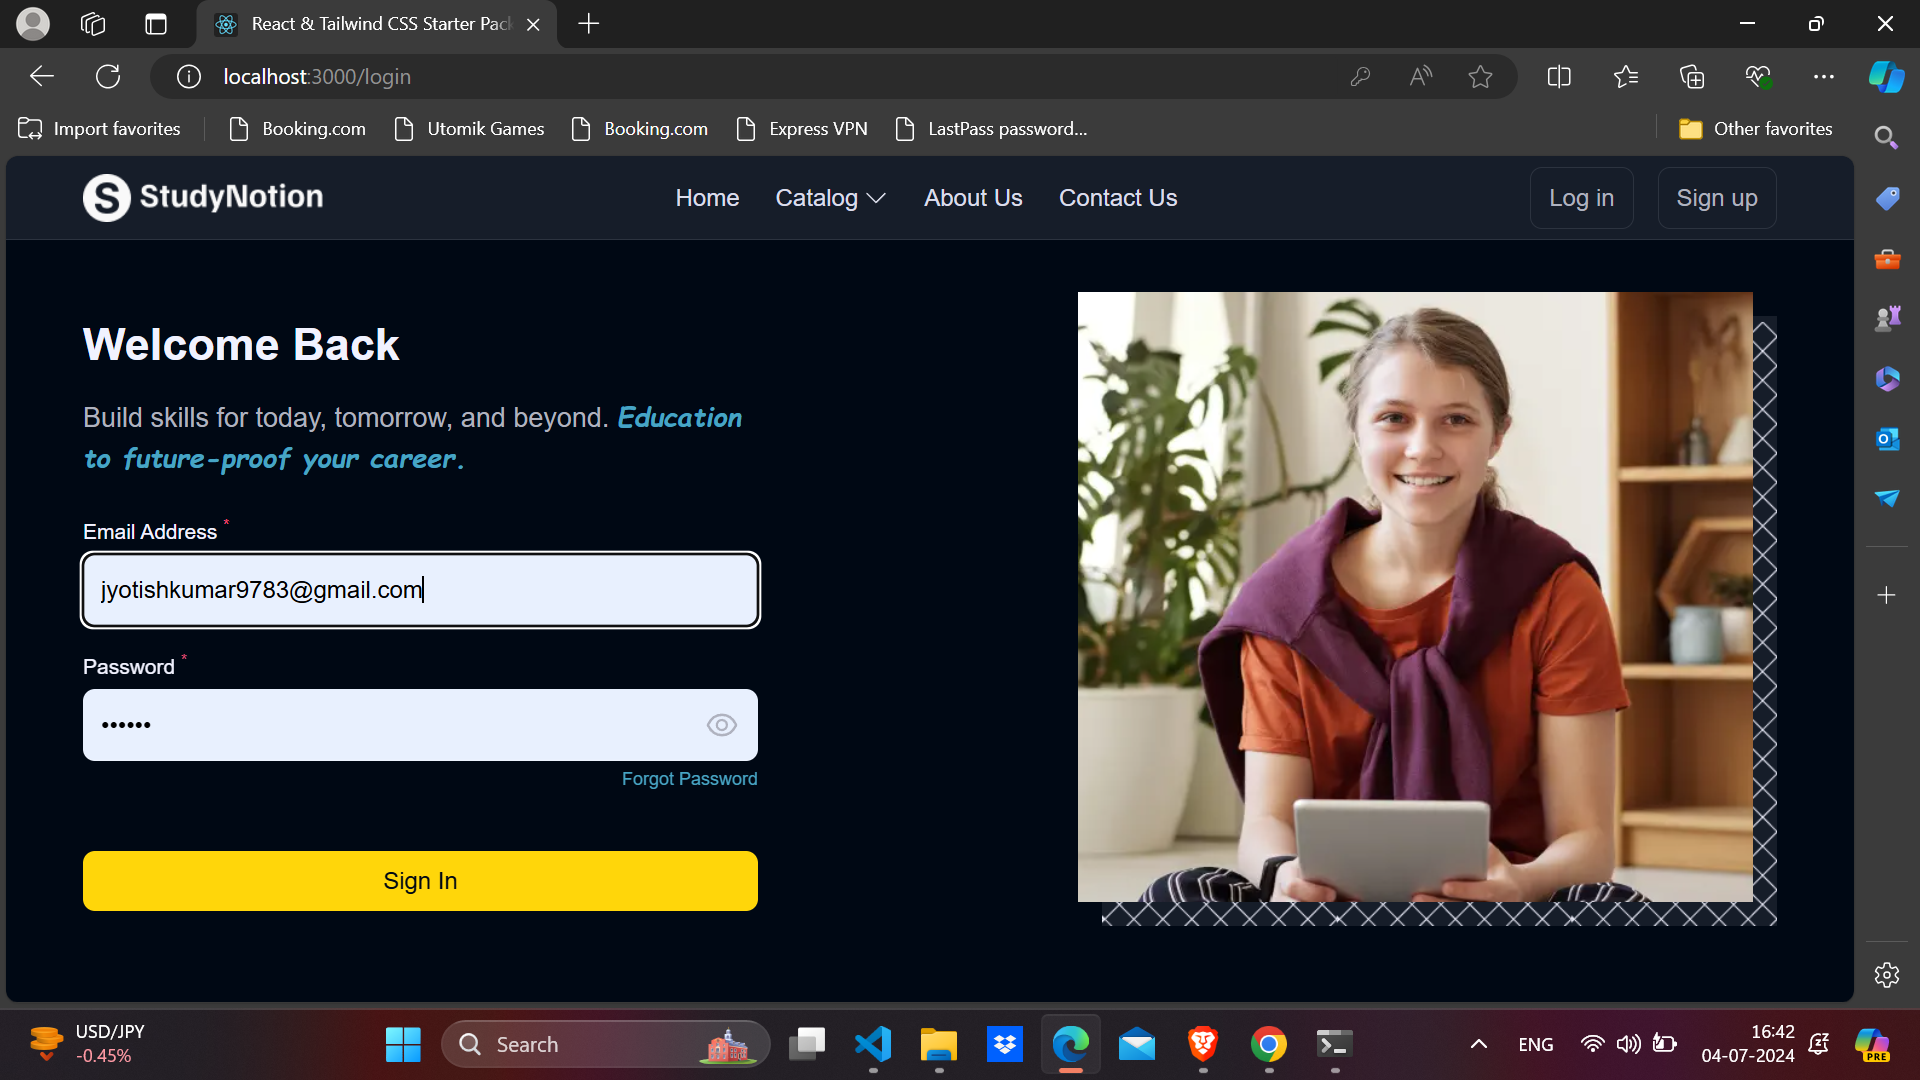 React & Tailwind CSS Starter Pac
localhost:3000/login
Import favorites
Booking.com
Utomik Games
Booking.com
Express VPN
LastPass password...
Other favorites
S StudyNotion
Home
Catalog
About Us
Contact Us
Log in
Sign up
Welcome Back
Build skills for today, tomorrow, and beyond. Education
to future-proof your career.
Email Address *
jyotishkumar9783@gmail.com
Password *
••••••
Forgot Password
Sign In
USD/JPY
-0.45%
Search
ENG
16:42
04-07-2024
PRE